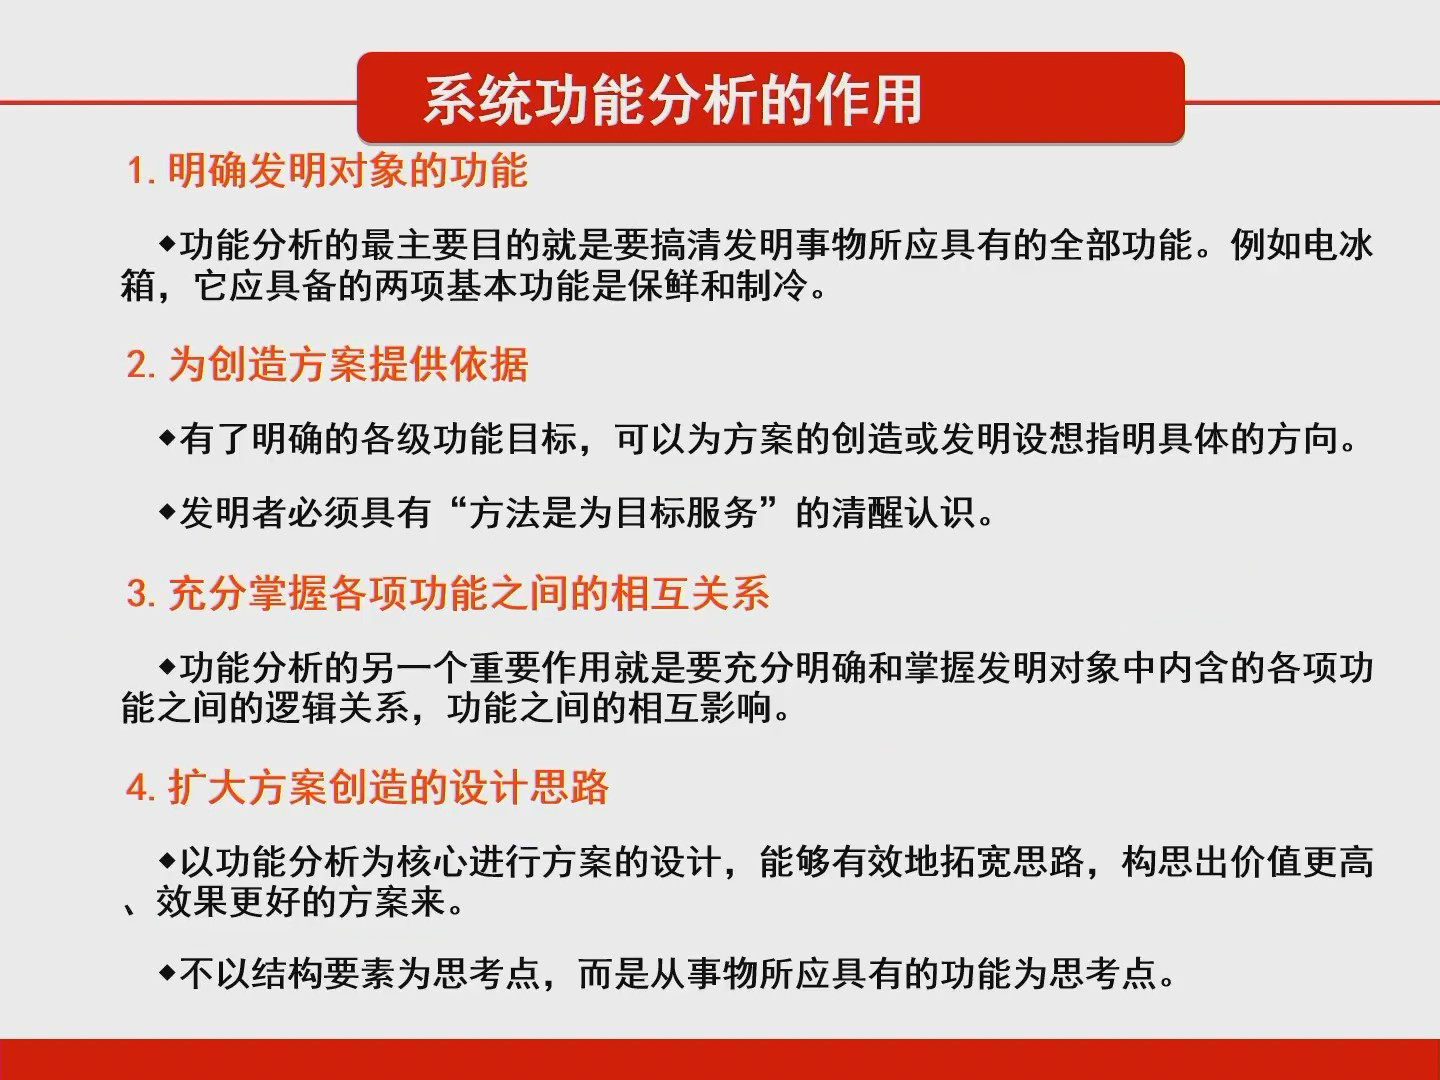 系统功能分析的作用
1.明确发明对象的功能
◆功能分析的最主要目的就是要搞清发明事物所应具有的全部功能。例如电冰
箱，它应具备的两项基本功能是保鲜和制冷。
2.为创造方案提供依据
◆有了明确的各级功能目标，可以为方案的创造或发明设想指明具体的方向。
◆发明者必须具有“方法是为目标服务”的清醒认识。
3.充分掌握各项功能之间的相互关系
◆功能分析的另一个重要作用就是要充分明确和掌握发明对象中内含的各项功
能之间的逻辑关系，功能之间的相互影响。
4.扩大方案创造的设计思路
◆以功能分析为核心进行方案的设计，能够有效地拓宽思路，构思出价值更高
、效果更好的方案来。
◆不以结构要素为思考点，而是从事物所应具有的功能为思考点。